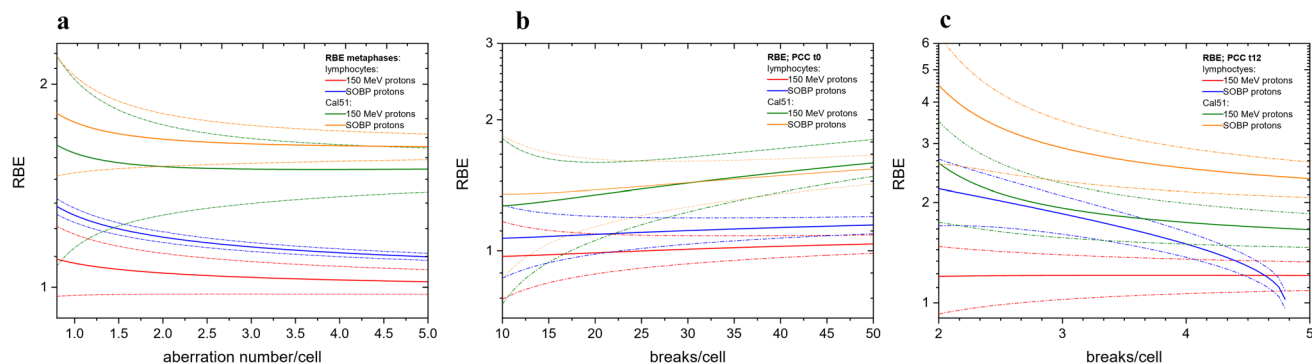 a
RBE
2
1
1.0 1.5 2.0 2.5 3.0 3.5 4.0 4.5 5.0
aberration number/cell
RBE metaphases:
lymphocytes:
150 MeV protons
SOBP protons
Cal51:
150 MeV protons
SOBP protons
b
RBE
3
2
1
10 15 20 25 30 35 40 45 50
breaks/cell
RBE; PCC t0
lymphocytes:
150 MeV protons
SOBP protons
Cal51:
150 MeV protons
SOBP protons
c
RBE
6
5
4
3
2
1
2 3 4 5
breaks/cell
RBE; PCC t12
lymphoctyes:
150 MeV protons
SOBP protons
Cal51:
150 MeV protons
SOBP protons